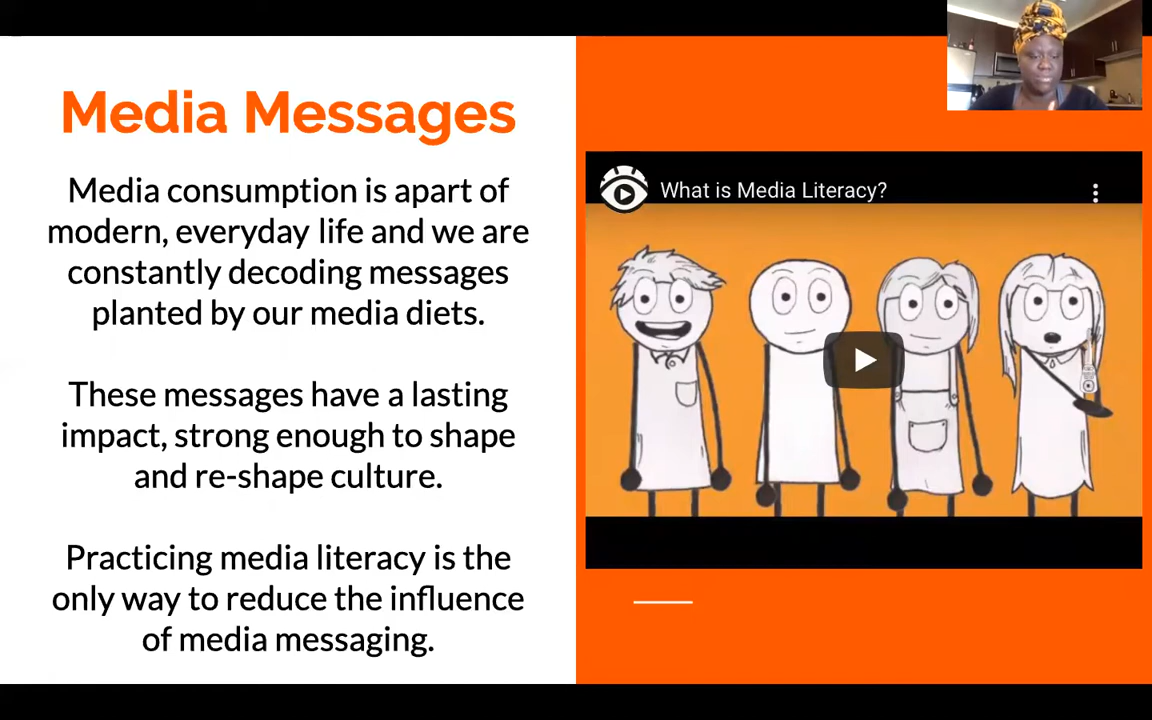 Media Messages
Media consumption is apart of
modern, everyday life and we are
constantly decoding messages
planted by our media diets.
These messages have a lasting
impact, strong enough to shape
and re-shape culture.
Practicing media literacy is the
only way to reduce the influence
of media messaging.
What is Media Literacy?